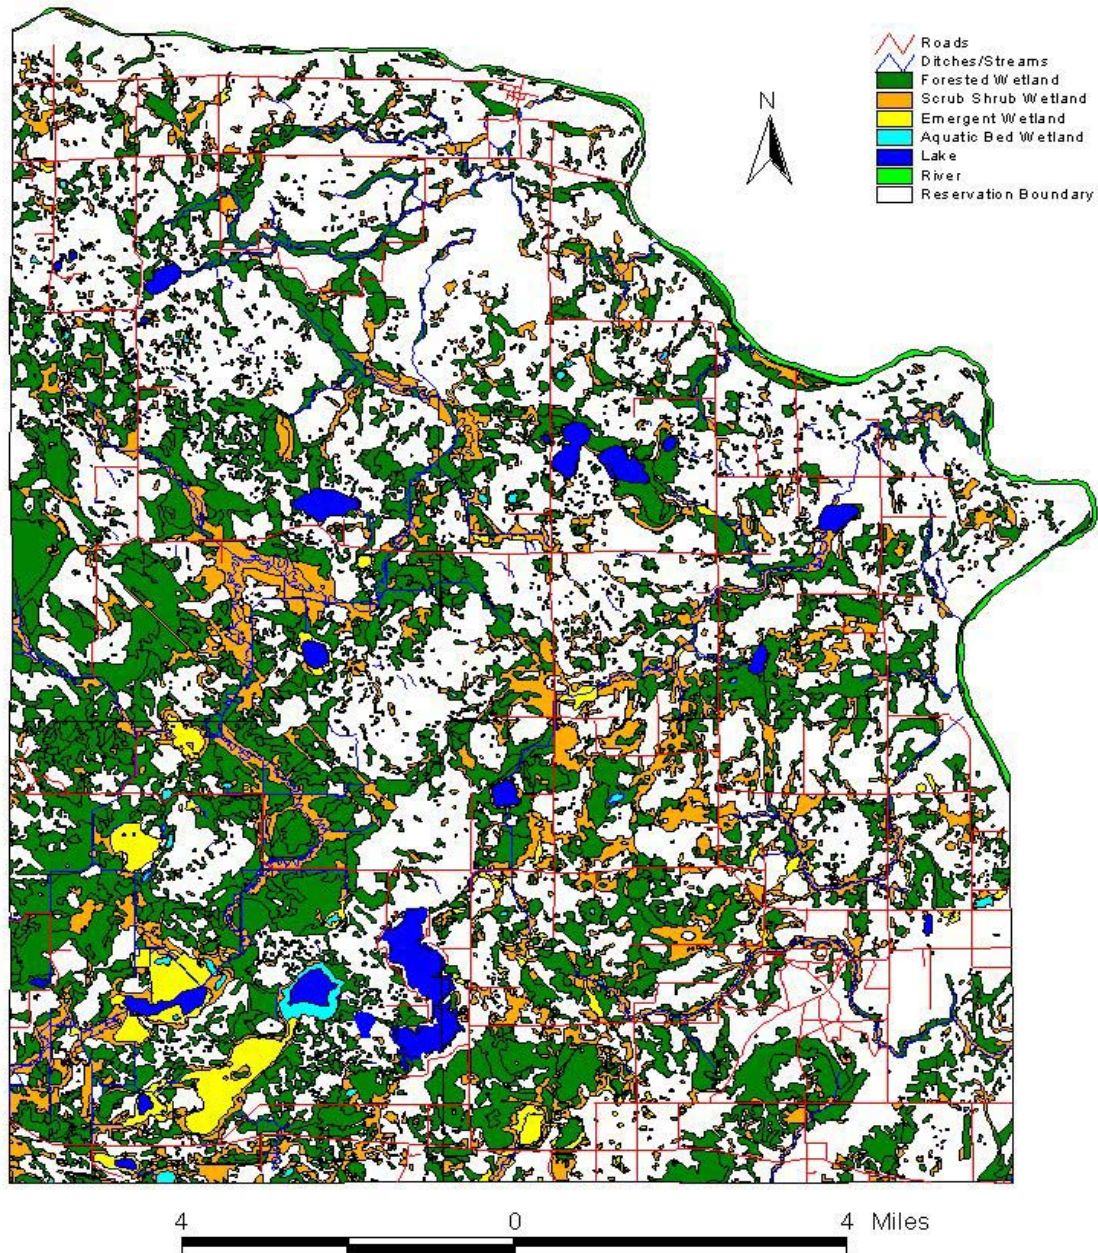 N
Roads
Ditches/Streams
Forested Wetland
Scrub Shrub Wetland
Emergent Wetland
Aquatic Bed Wetland
Lake
River
Reservation Boundary
4 0 4 Miles